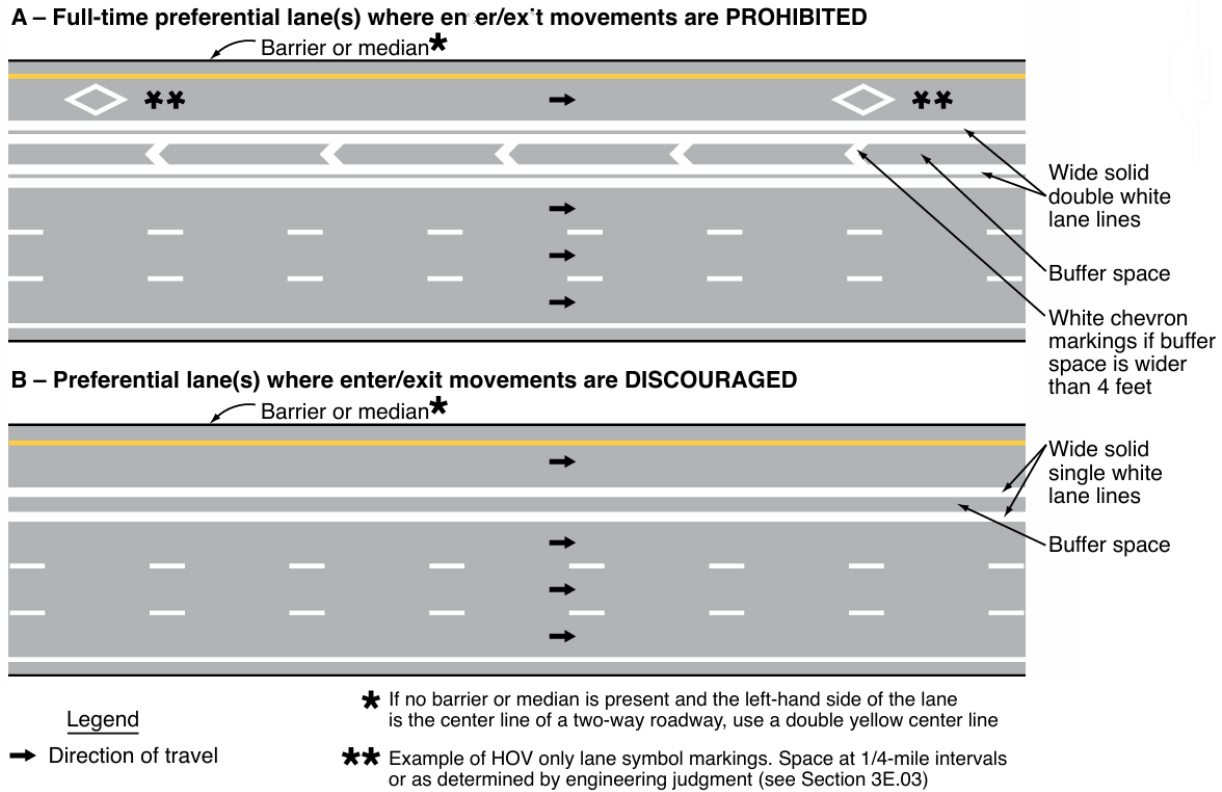 A – Full-time preferential lane(s) where enter/exit movements are PROHIBITED
Barrier or median*
**
**
Wide solid
double white
lane lines
Buffer space
White chevron
markings if buffer
space is wider
than 4 feet
B – Preferential lane(s) where enter/exit movements are DISCOURAGED
Barrier or median*
Wide solid
single white
lane lines
Buffer space
Legend
Direction of travel
* If no barrier or median is present and the left-hand side of the lane
is the center line of a two-way roadway, use a double yellow center line
** Example of HOV only lane symbol markings. Space at 1/4-mile intervals
or as determined by engineering judgment (see Section 3E.03)